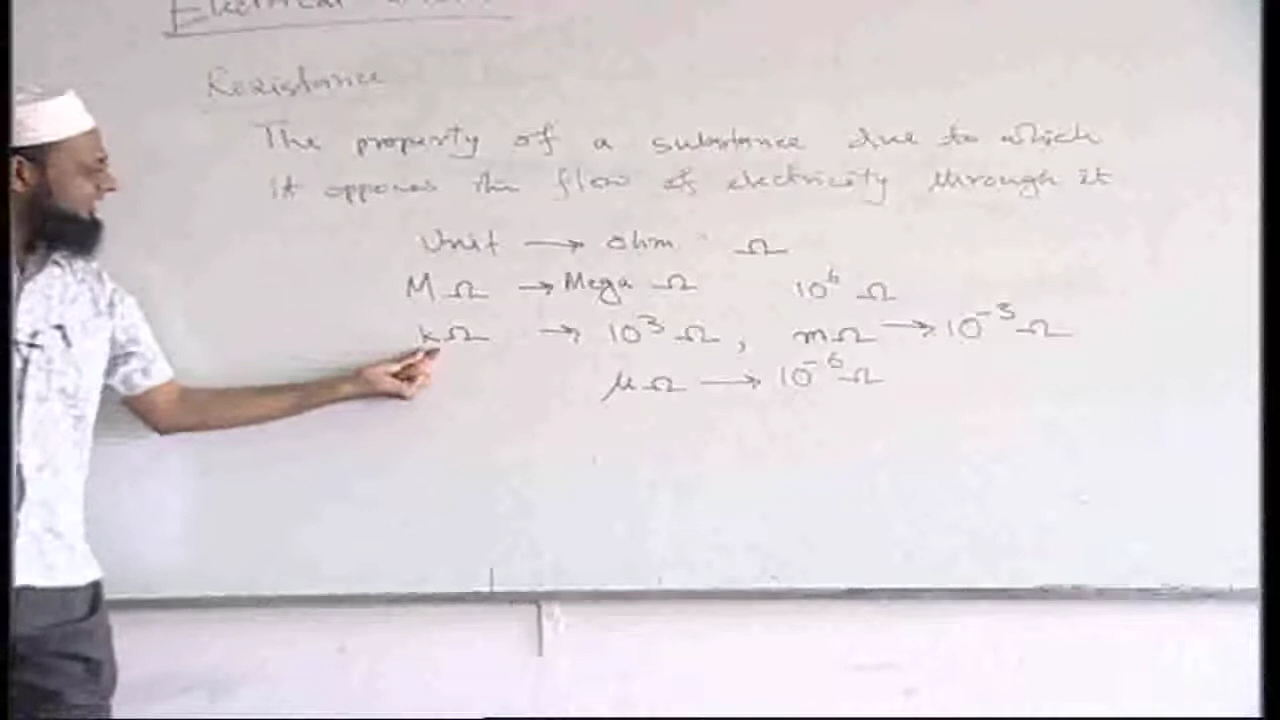 Electrical
Resistance
The property of a substance due to which
it opposes the flow of electricity through it
Unit → ohm Ω
MΩ → Mega Ω 10⁶ Ω
kΩ → 10³ Ω, mΩ → 10⁻³ Ω
μΩ → 10⁻⁶ Ω